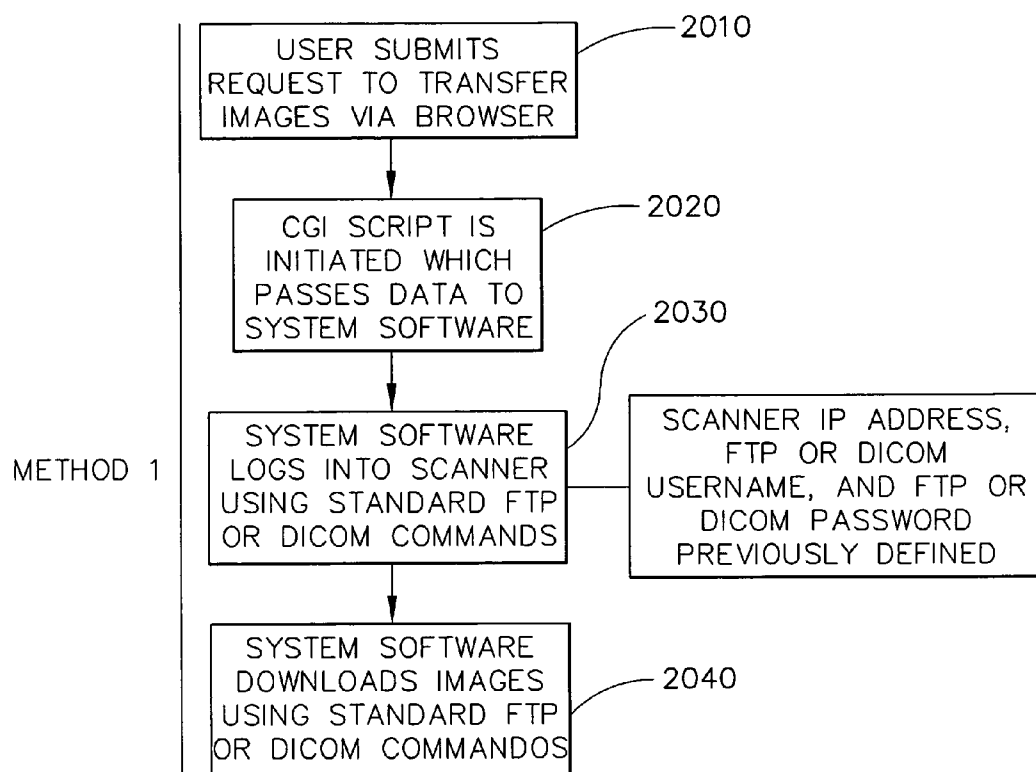 USER SUBMITS
REQUEST TO TRANSFER
IMAGES VIA BROWSER
2010
CGI SCRIPT IS
INITIATED WHICH
PASSES DATA TO
SYSTEM SOFTWARE
2020
METHOD 1
SYSTEM SOFTWARE
LOGS INTO SCANNER
USING STANDARD FTP
OR DICOM COMMANDS
2030
SCANNER IP ADDRESS,
FTP OR DICOM
USERNAME, AND FTP OR
DICOM PASSWORD
PREVIOUSLY DEFINED
SYSTEM SOFTWARE
DOWNLOADS IMAGES
USING STANDARD FTP
OR DICOM COMMANDOS
2040